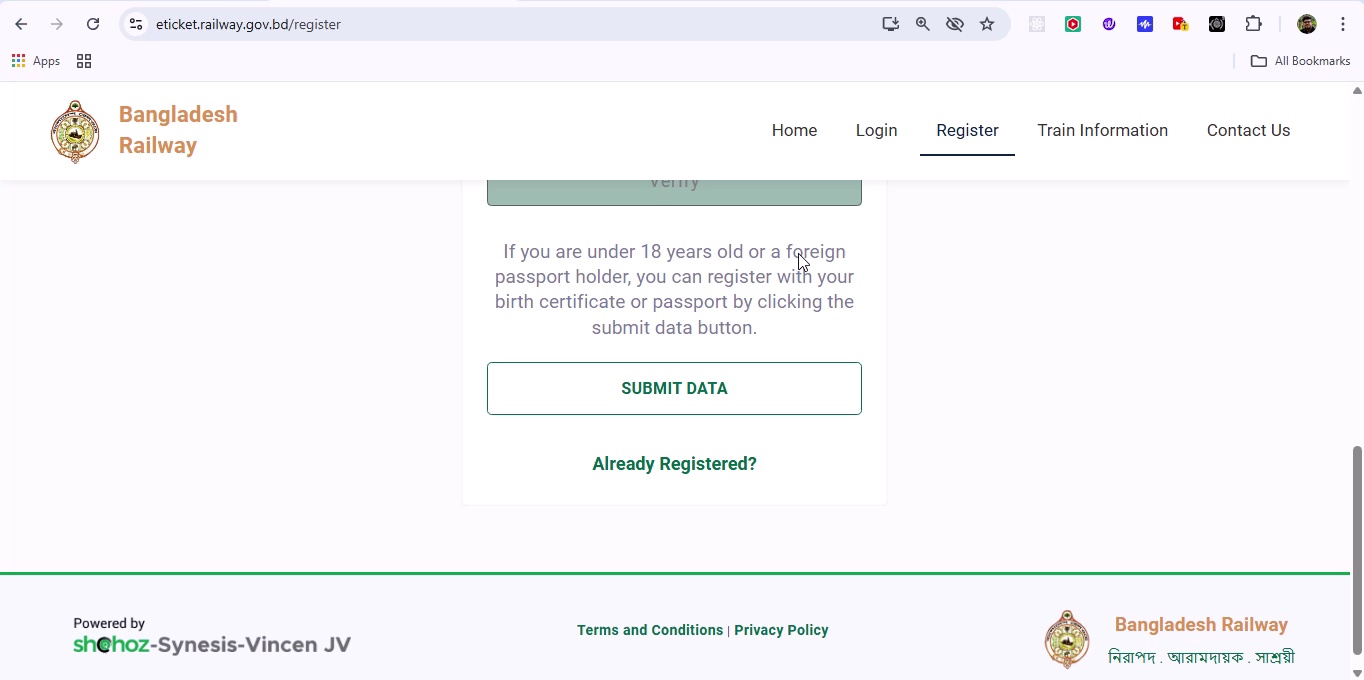 eticket.railway.gov.bd/register
Apps
All Bookmarks
Bangladesh
Railway
Home
Login
Register
Train Information
Contact Us
Verify
If you are under 18 years old or a foreign
passport holder, you can register with your
birth certificate or passport by clicking the
submit data button.
SUBMIT DATA
Already Registered?
Powered by
shohoz-Synesis-Vincen JV
Terms and Conditions | Privacy Policy
Bangladesh Railway
নিরাপদ . আরামদায়ক . সাশ্রয়ী